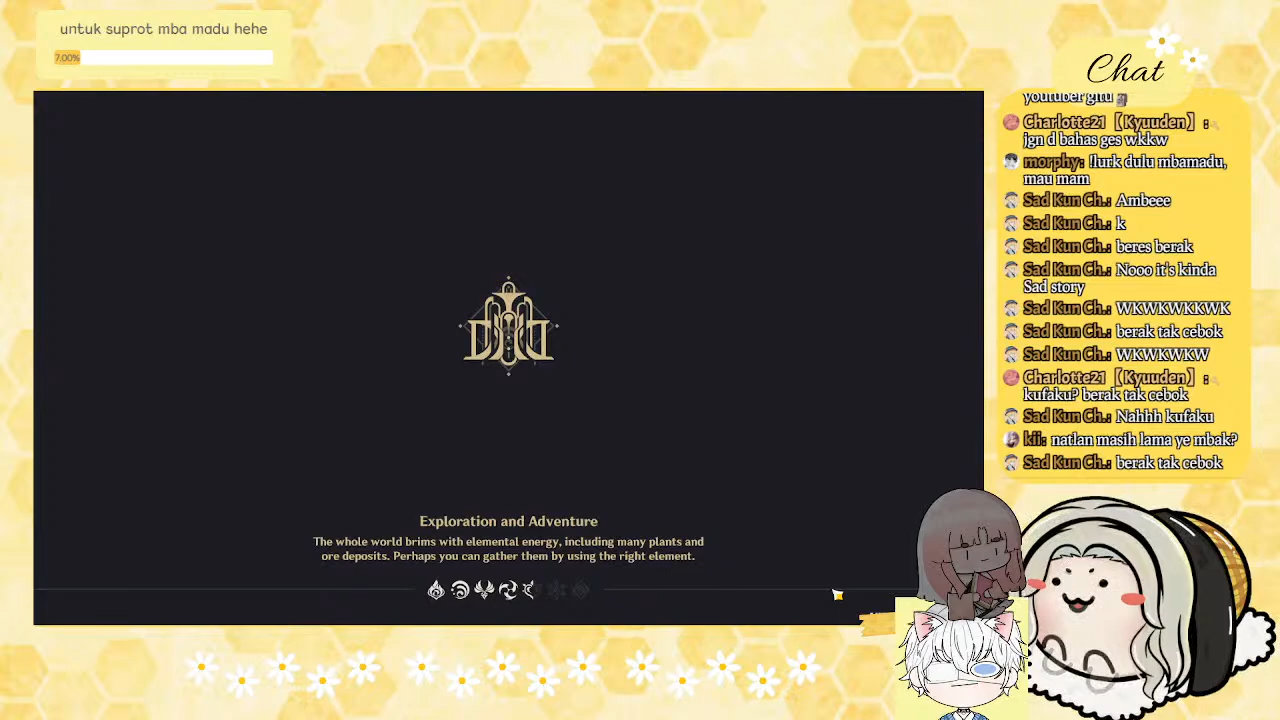 untuk suprot mba madu hehe
7.00%
Chat
youtuber gitu
Charlotte21【Kyuuden】 :
jgn d bahas ges wkkw
morphy: !lurk dulu mbamadu,
mau mam
Sad Kun Ch.: Ambeee
Sad Kun Ch.: k
Sad Kun Ch.: beres berak
Sad Kun Ch.: Nooo it's kinda
Sad story
Sad Kun Ch.: WKWKWKKWK
Sad Kun Ch.: berak tak cebok
Sad Kun Ch.: WKWKWKW
Charlotte21【Kyuuden】 :
kufaku? berak tak cebok
Sad Kun Ch.: Nahhh kufaku
kii: natlan masih lama ye mbak?
Sad Kun Ch.: berak tak cebok
Exploration and Adventure
The whole world brims with elemental energy, including many plants and
ore deposits. Perhaps you can gather them by using the right element.